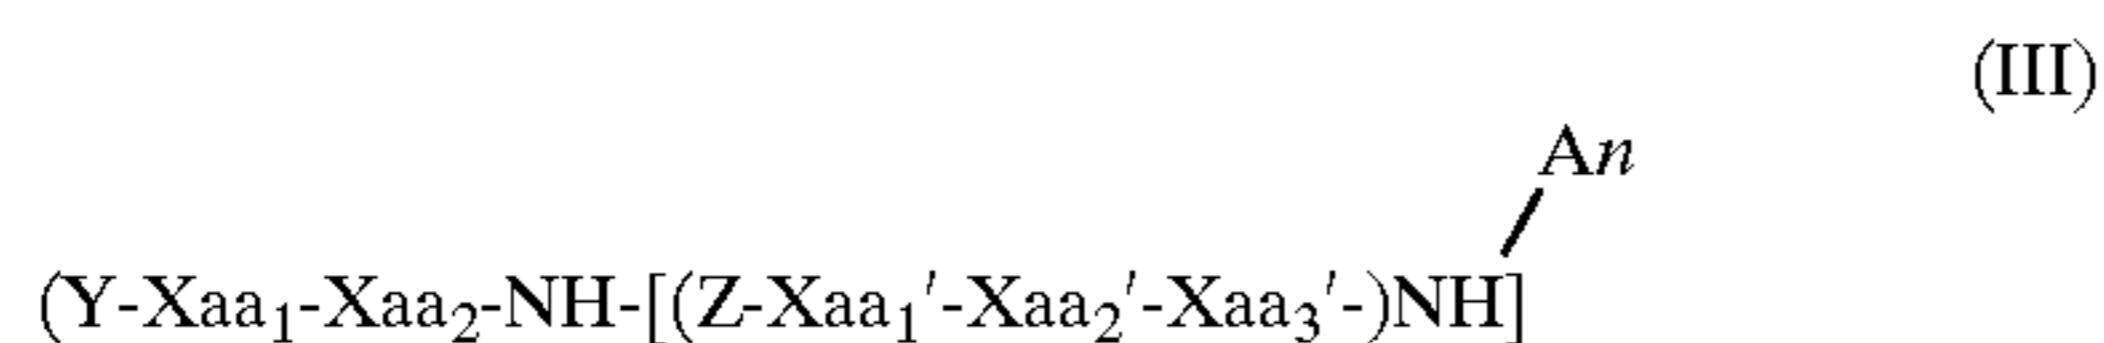 (III)
An
(Y-Xaa₁-Xaa₂-NH-[(Z-Xaa₁′-Xaa₂′-Xaa₃′-)NH]